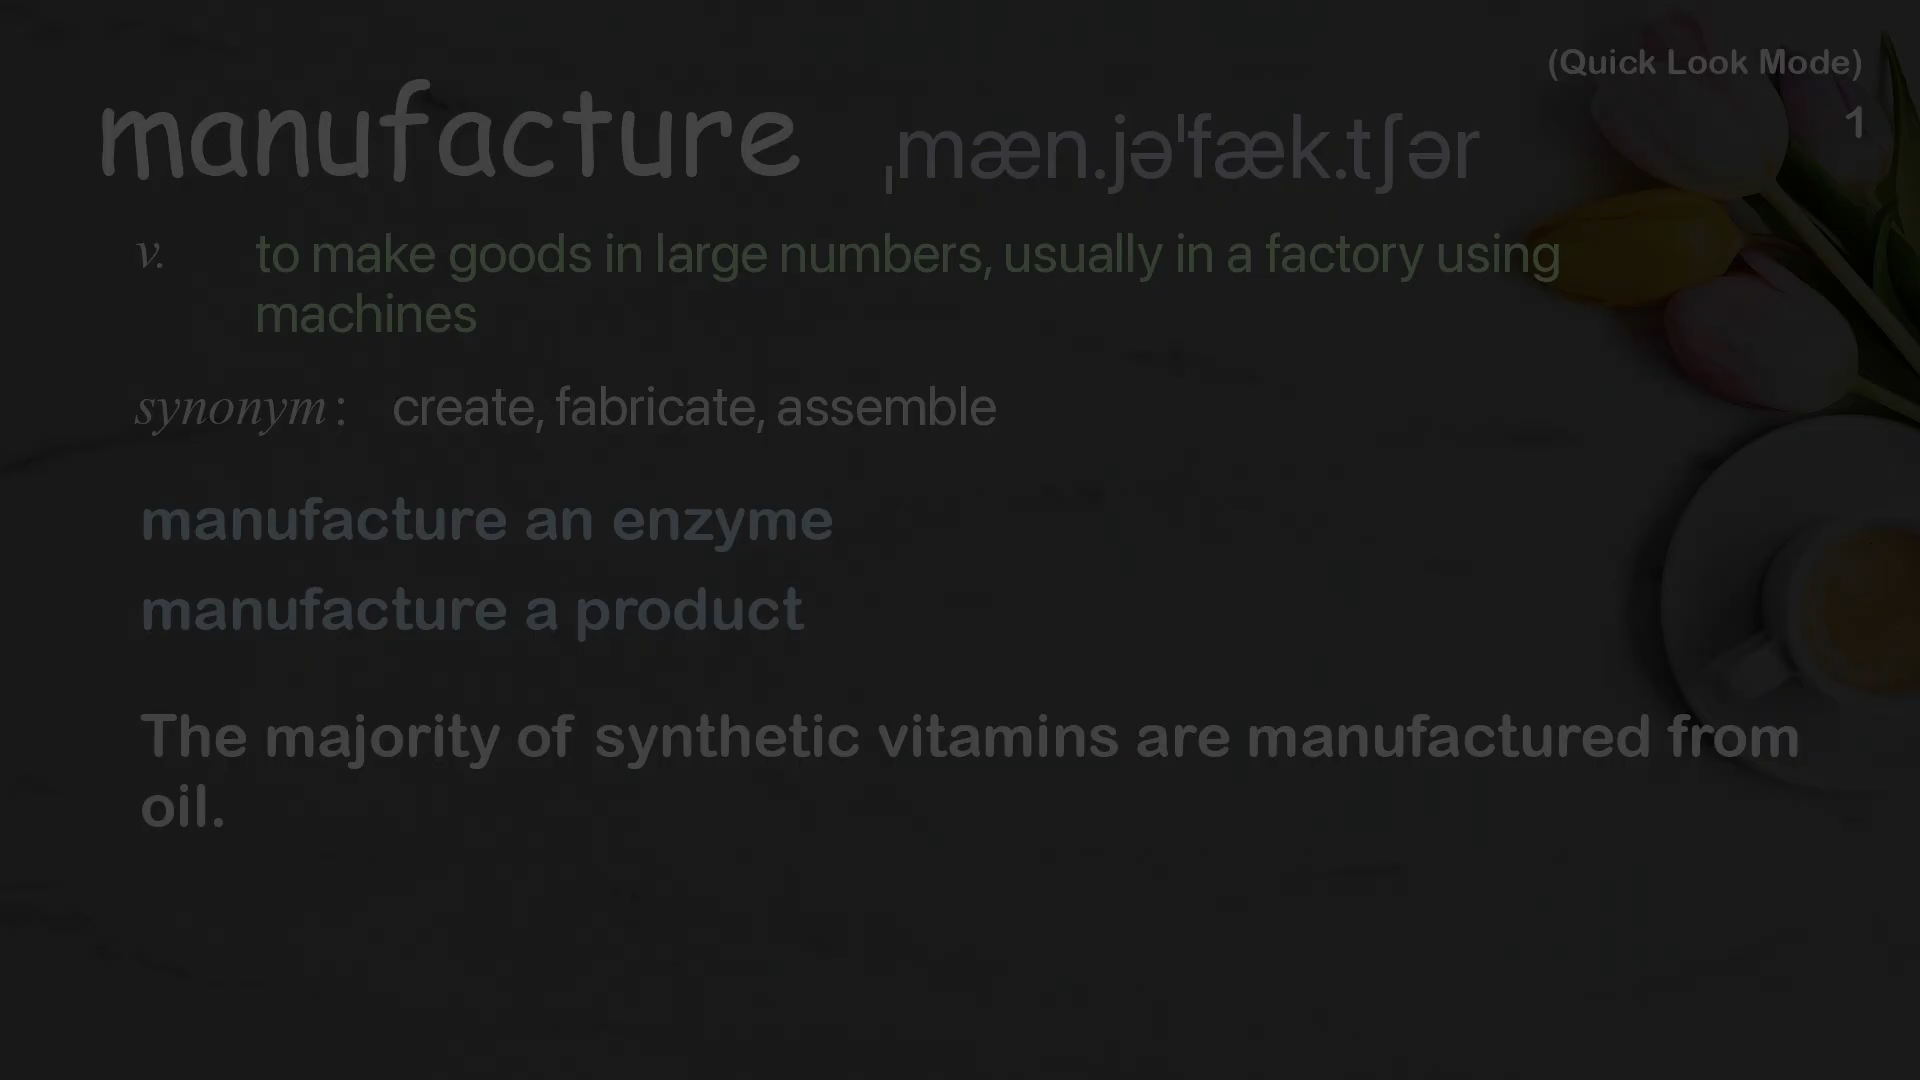 (Quick Look Mode)
1
manufacture ˌmæn.jəˈfæk.tʃər
v. to make goods in large numbers, usually in a factory using
machines
synonym : create, fabricate, assemble
manufacture an enzyme
manufacture a product
The majority of synthetic vitamins are manufactured from
oil.